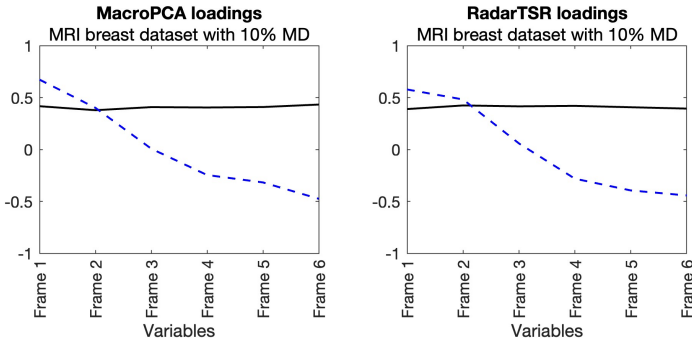 MacroPCA loadings
MRI breast dataset with 10% MD
1
0.5
0
-0.5
-1
Frame 1
Frame 2
Frame 3
Frame 4
Frame 5
Frame 6
Variables
RadarTSR loadings
MRI breast dataset with 10% MD
1
0.5
0
-0.5
-1
Frame 1
Frame 2
Frame 3
Frame 4
Frame 5
Frame 6
Variables